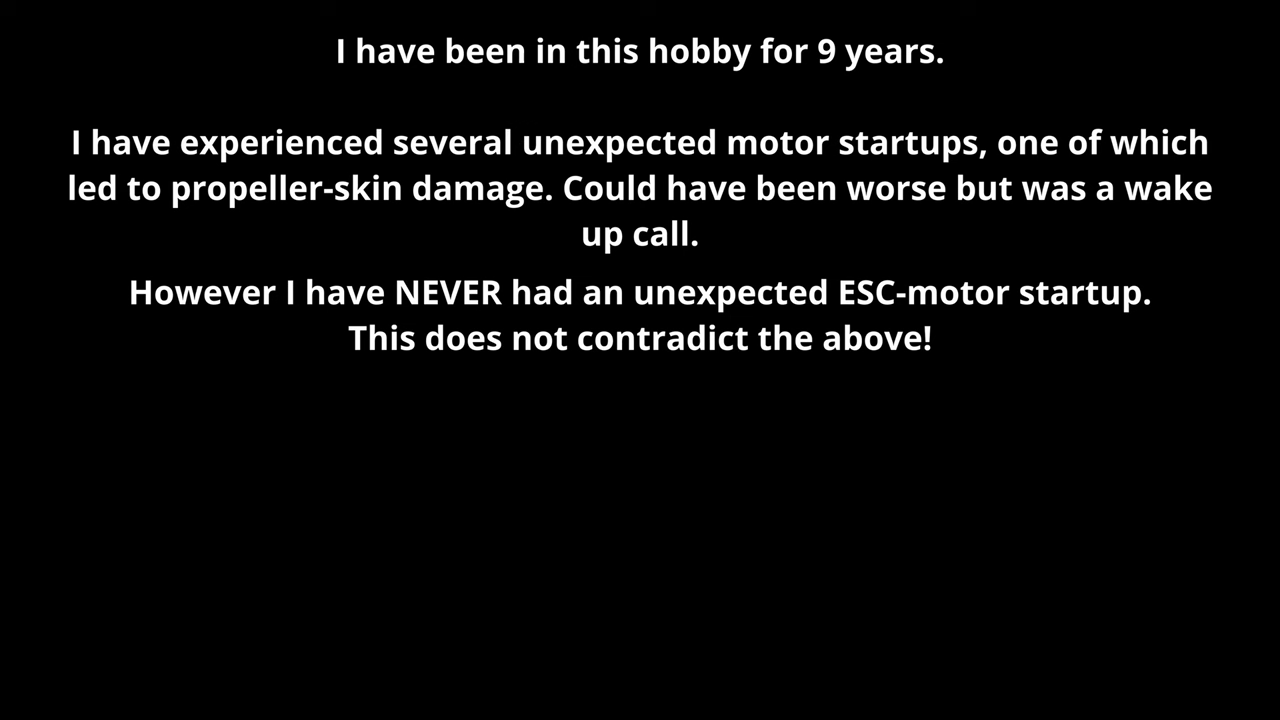 I have been in this hobby for 9 years.
I have experienced several unexpected motor startups, one of which
led to propeller-skin damage. Could have been worse but was a wake
up call.
However I have NEVER had an unexpected ESC-motor startup.
This does not contradict the above!